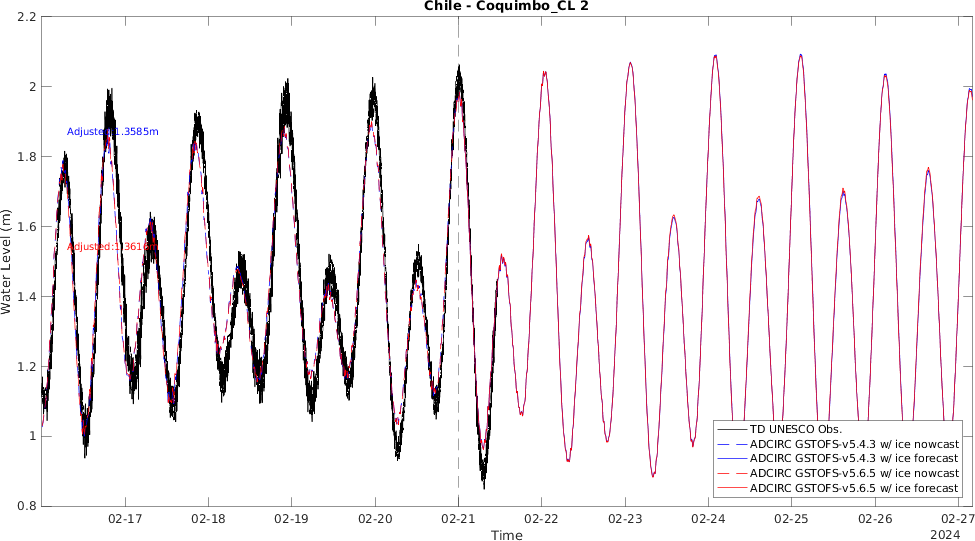 Chile - Coquimbo_CL 2
2.2
2
1.8
1.6
1.4
1.2
1
0.8
Water Level (m)
Adjusted:1.3585m
TD UNESCO Obs.
ADCIRC GSTOFS-v5.4.3 w/ ice nowcast
ADCIRC GSTOFS-v5.4.3 w/ ice forecast
ADCIRC GSTOFS-v5.6.5 w/ ice nowcast
ADCIRC GSTOFS-v5.6.5 w/ ice forecast
02-17
02-18
02-19
02-20
02-21
02-22
02-23
02-24
02-25
02-26
02-27
Time
2024